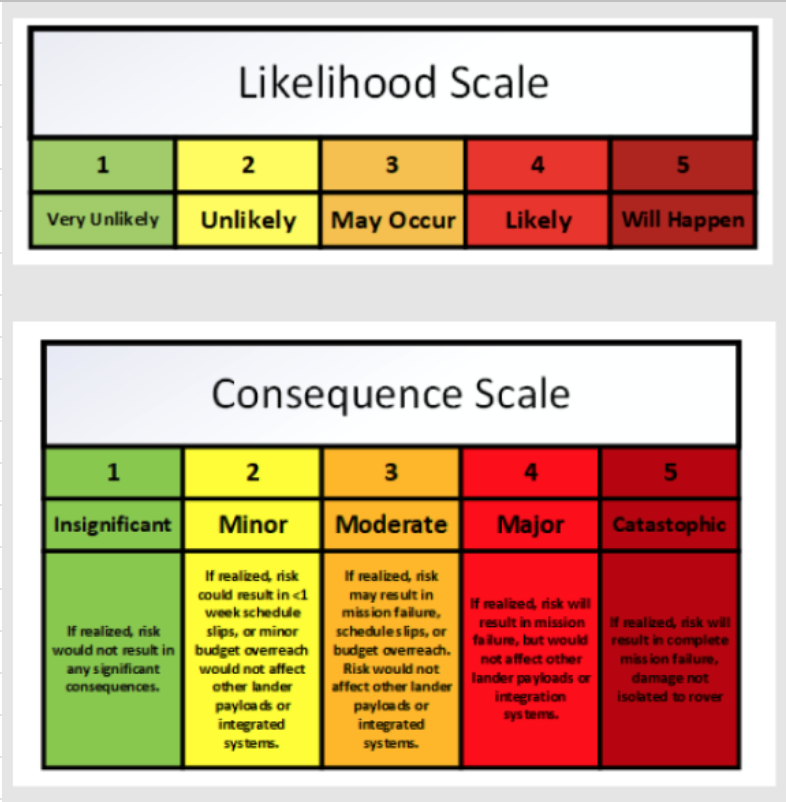 Likelihood Scale
1 2 3 4 5
Very Unlikely Unlikely May Occur Likely Will Happen
Consequence Scale
1 2 3 4 5
Insignificant Minor Moderate Major Catastophic
If realized, risk
would not result in
any significant
consequences.
If realized, risk
could result in <1
week schedule
slips, or minor
budget overreach
would not affect
other lander
payloads or
integrated
systems.
If realized, risk
may result in
mission failure,
schedule slips, or
budget overreach.
Risk would not
affect other lander
payloads or
integrated
systems.
If realized, risk will
result in mission
failure, but would
not affect other
lander payloads or
integration
systems.
If realized, risk will
result in complete
mission failure,
damage not
isolated to rover